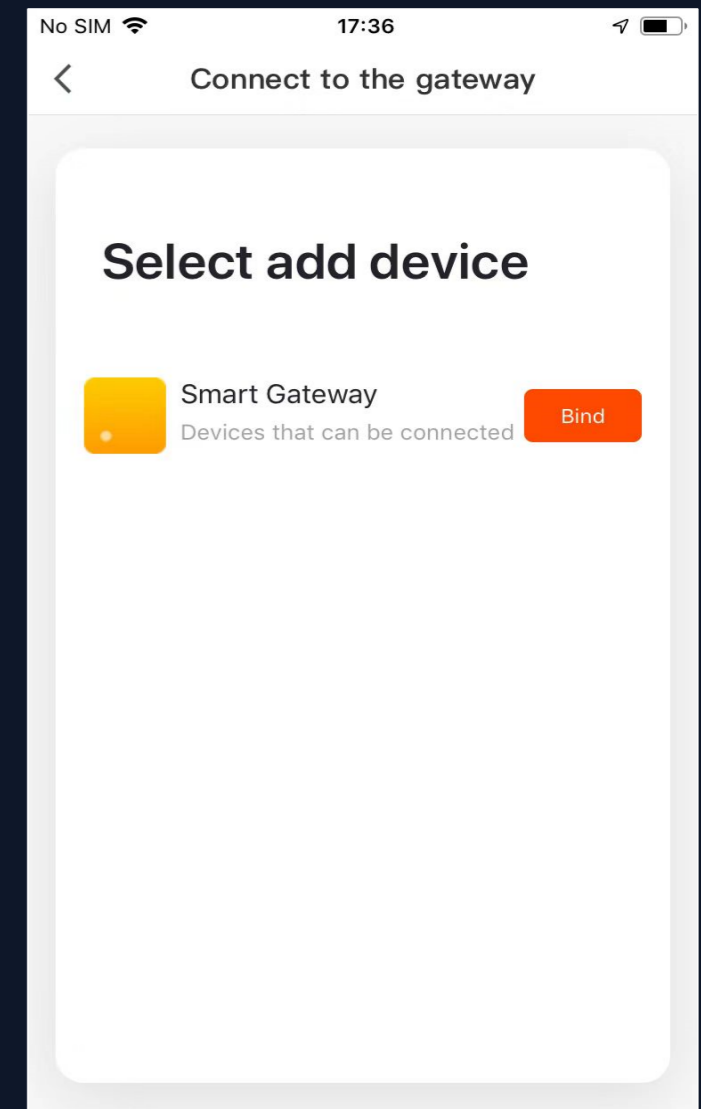 No SIM 17:36
Connect to the gateway
Select add device
Smart Gateway
Devices that can be connected
Bind